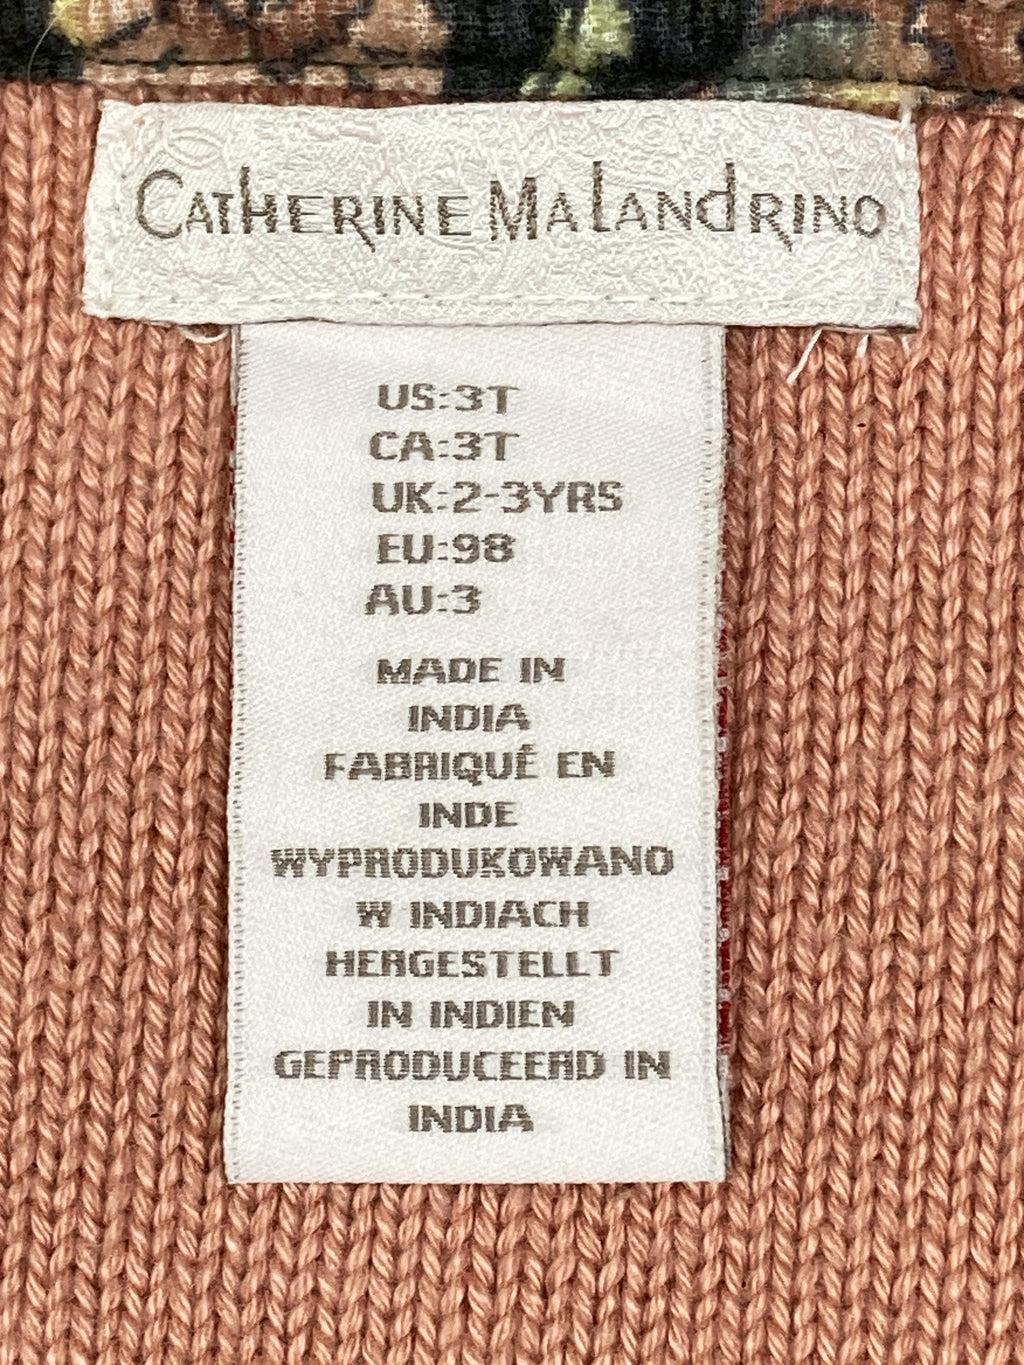 Catherine Malandrino
US:3T
CA:3T
UK:2-3YRS
EU:98
AU:3
MADE IN
INDIA
FABRIQUÉ EN
INDE
WYPRODUKOWANO
W INDIACH
HERGESTELLT
IN INDIEN
GEPRODUCEERD IN
INDIA